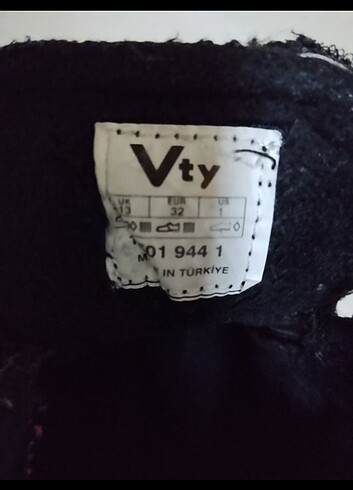 Vty
UK EUR US
13 32 1
01 944 1
IN TÜRKİYE